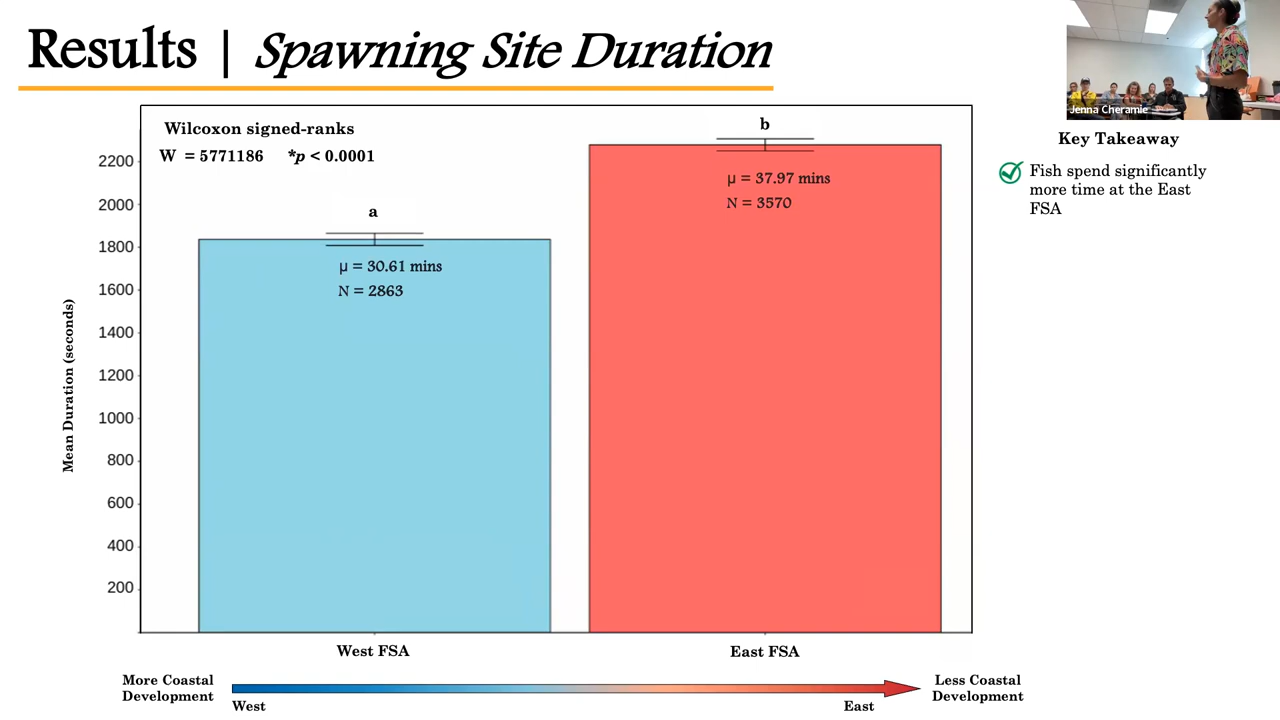 Results | Spawning Site Duration
Jenna Cheramie
Key Takeaway
Fish spend significantly
more time at the East
FSA
Wilcoxon signed-ranks
W = 5771186 *p < 0.0001
a
b
μ = 30.61 mins
N = 2863
μ = 37.97 mins
N = 3570
Mean Duration (seconds)
2200
2000
1800
1600
1400
1200
1000
800
600
400
200
West FSA
East FSA
More Coastal
Development
West
East
Less Coastal
Development